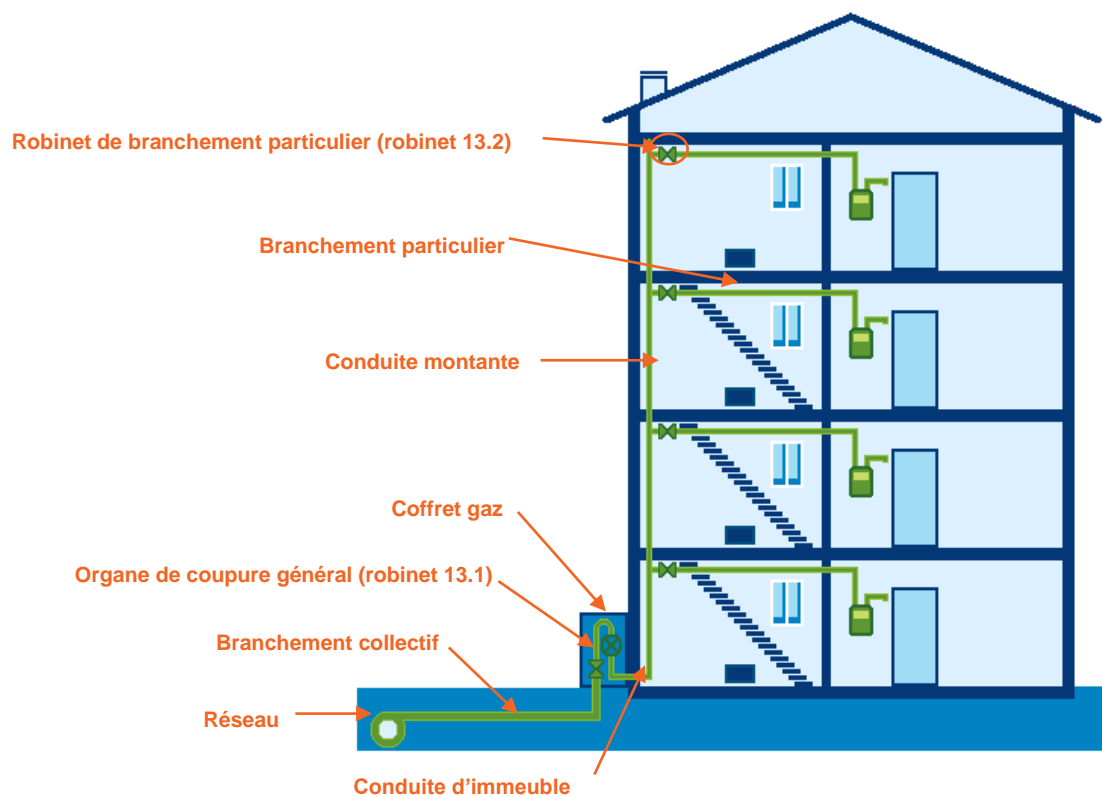 Robinet de branchement particulier (robinet 13.2)
Branchement particulier
Conduite montante
Coffret gaz
Organe de coupure général (robinet 13.1)
Branchement collectif
Réseau
Conduite d’immeuble